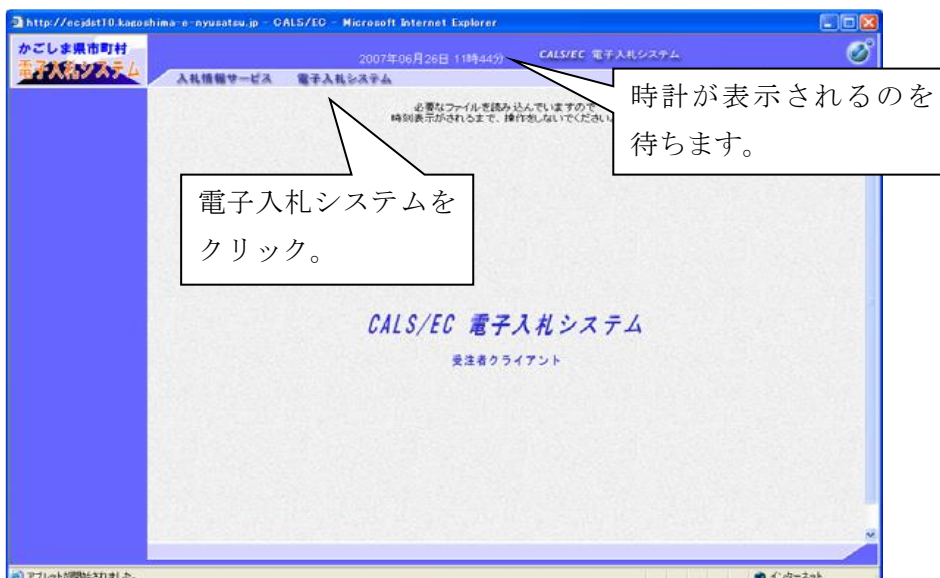 http://ecjdst10.kagoshima-e-nyusatsu.jp - CALS/EC - Microsoft Internet Explorer
かごしま県市町村
電子入札システム
2007年06月26日 11時44分
CALS/EC 電子入札システム
入札情報サービス 電子入札システム
必要なファイルを読み込んでいますので
時刻表示がされるまで、操作をしないでください
時計が表示されるのを
待ちます。
電子入札システムを
クリック。
CALS/EC 電子入札システム
受注者クライアント
アプレットが開始されました。
インターネット